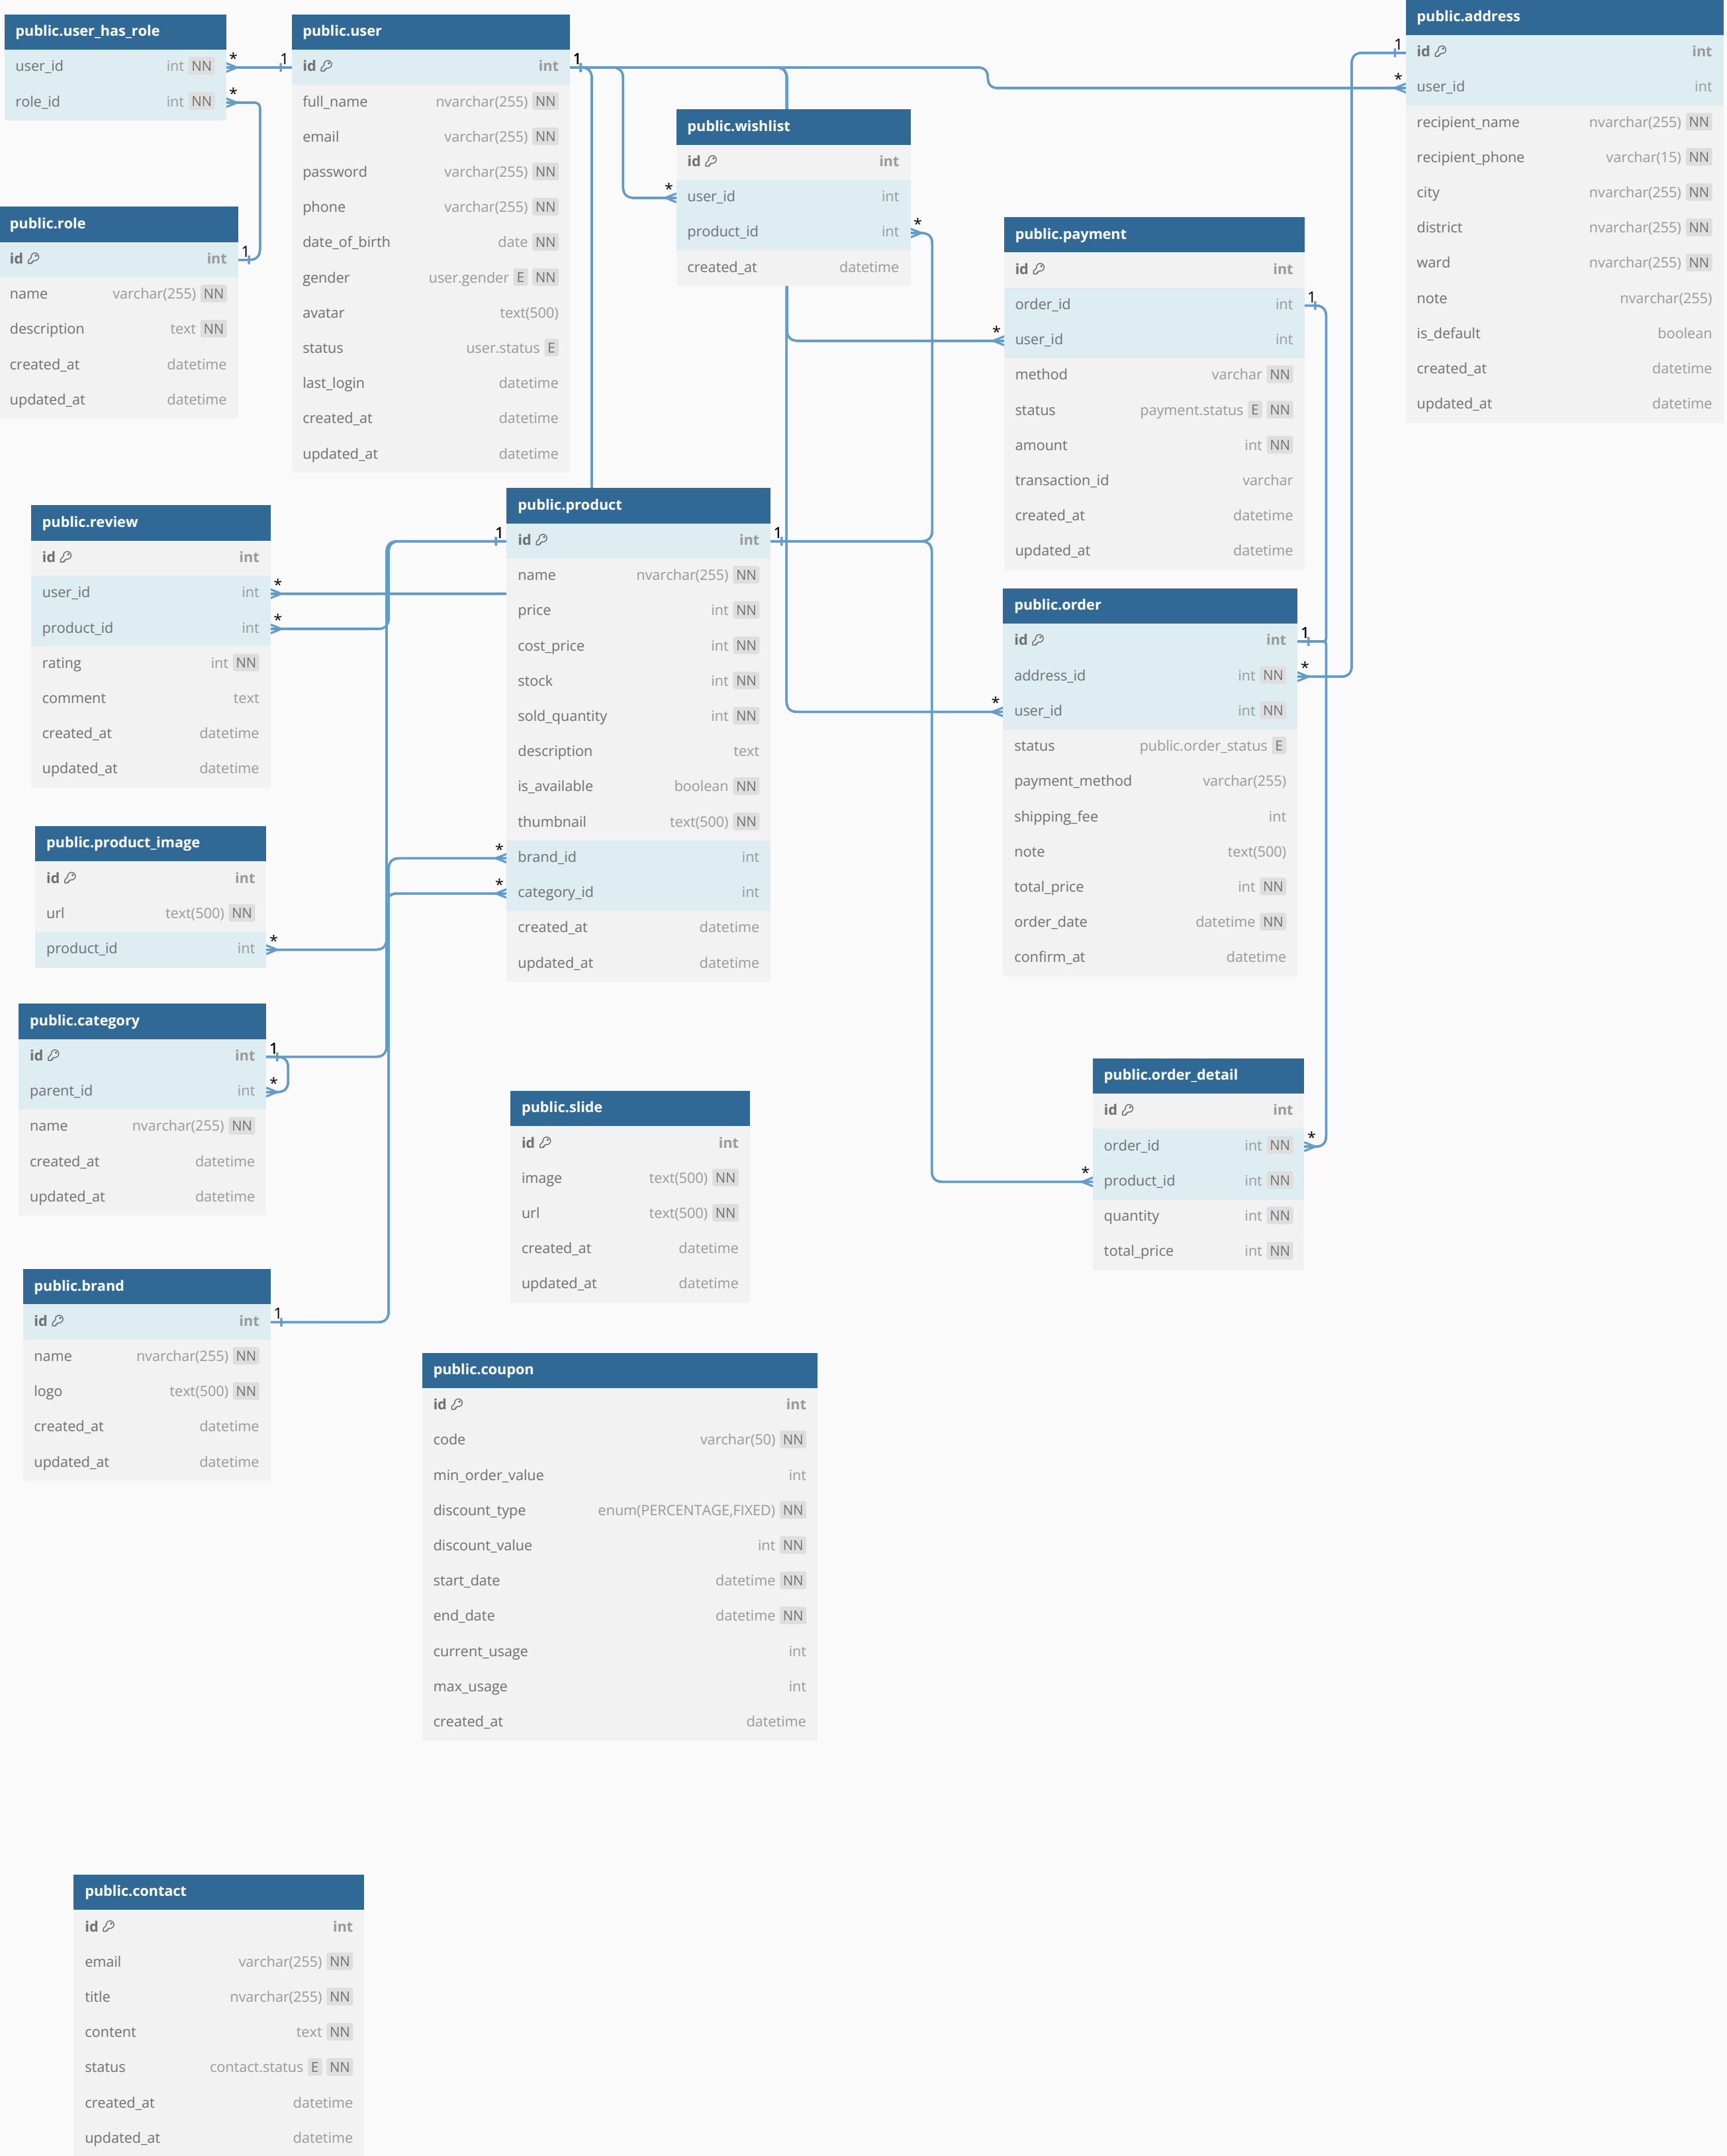 public.user_has_role
user_id int NN
role_id int NN
* 1
*
public.user
id int
full_name nvarchar(255) NN
email varchar(255) NN
password varchar(255) NN
phone varchar(255) NN
date_of_birth date NN
gender user.gender E NN
avatar text(500)
status user.status E
last_login datetime
created_at datetime
updated_at datetime
1
public.address
id int
user_id int
recipient_name nvarchar(255) NN
recipient_phone varchar(15) NN
city nvarchar(255) NN
district nvarchar(255) NN
ward nvarchar(255) NN
note nvarchar(255)
is_default boolean
created_at datetime
updated_at datetime
1
*
public.wishlist
id int
user_id int
product_id int
created_at datetime
*
*
public.role
id int
name varchar(255) NN
description text NN
created_at datetime
updated_at datetime
1
public.payment
id int
order_id int
user_id int
method varchar NN
status payment.status E NN
amount int NN
transaction_id varchar
created_at datetime
updated_at datetime
1
*
public.review
id int
user_id int
product_id int
rating int NN
comment text
created_at datetime
updated_at datetime
*
*
public.product
id int
name nvarchar(255) NN
price int NN
cost_price int NN
stock int NN
sold_quantity int NN
description text
is_available boolean NN
thumbnail text(500) NN
brand_id int
category_id int
created_at datetime
updated_at datetime
1 1
*
*
public.order
id int
address_id int NN
user_id int NN
status public.order_status E
payment_method varchar(255)
shipping_fee int
note text(500)
total_price int NN
order_date datetime NN
confirm_at datetime
1
*
*
public.product_image
id int
url text(500) NN
product_id int
*
public.category
id int
parent_id int
name nvarchar(255) NN
created_at datetime
updated_at datetime
1
*
public.order_detail
id int
order_id int NN
product_id int NN
quantity int NN
total_price int NN
*
*
public.slide
id int
image text(500) NN
url text(500) NN
created_at datetime
updated_at datetime
public.brand
id int
name nvarchar(255) NN
logo text(500) NN
created_at datetime
updated_at datetime
1
public.coupon
id int
code varchar(50) NN
min_order_value int
discount_type enum(PERCENTAGE,FIXED) NN
discount_value int NN
start_date datetime NN
end_date datetime NN
current_usage int
max_usage int
created_at datetime
public.contact
id int
email varchar(255) NN
title nvarchar(255) NN
content text NN
status contact.status E NN
created_at datetime
updated_at datetime